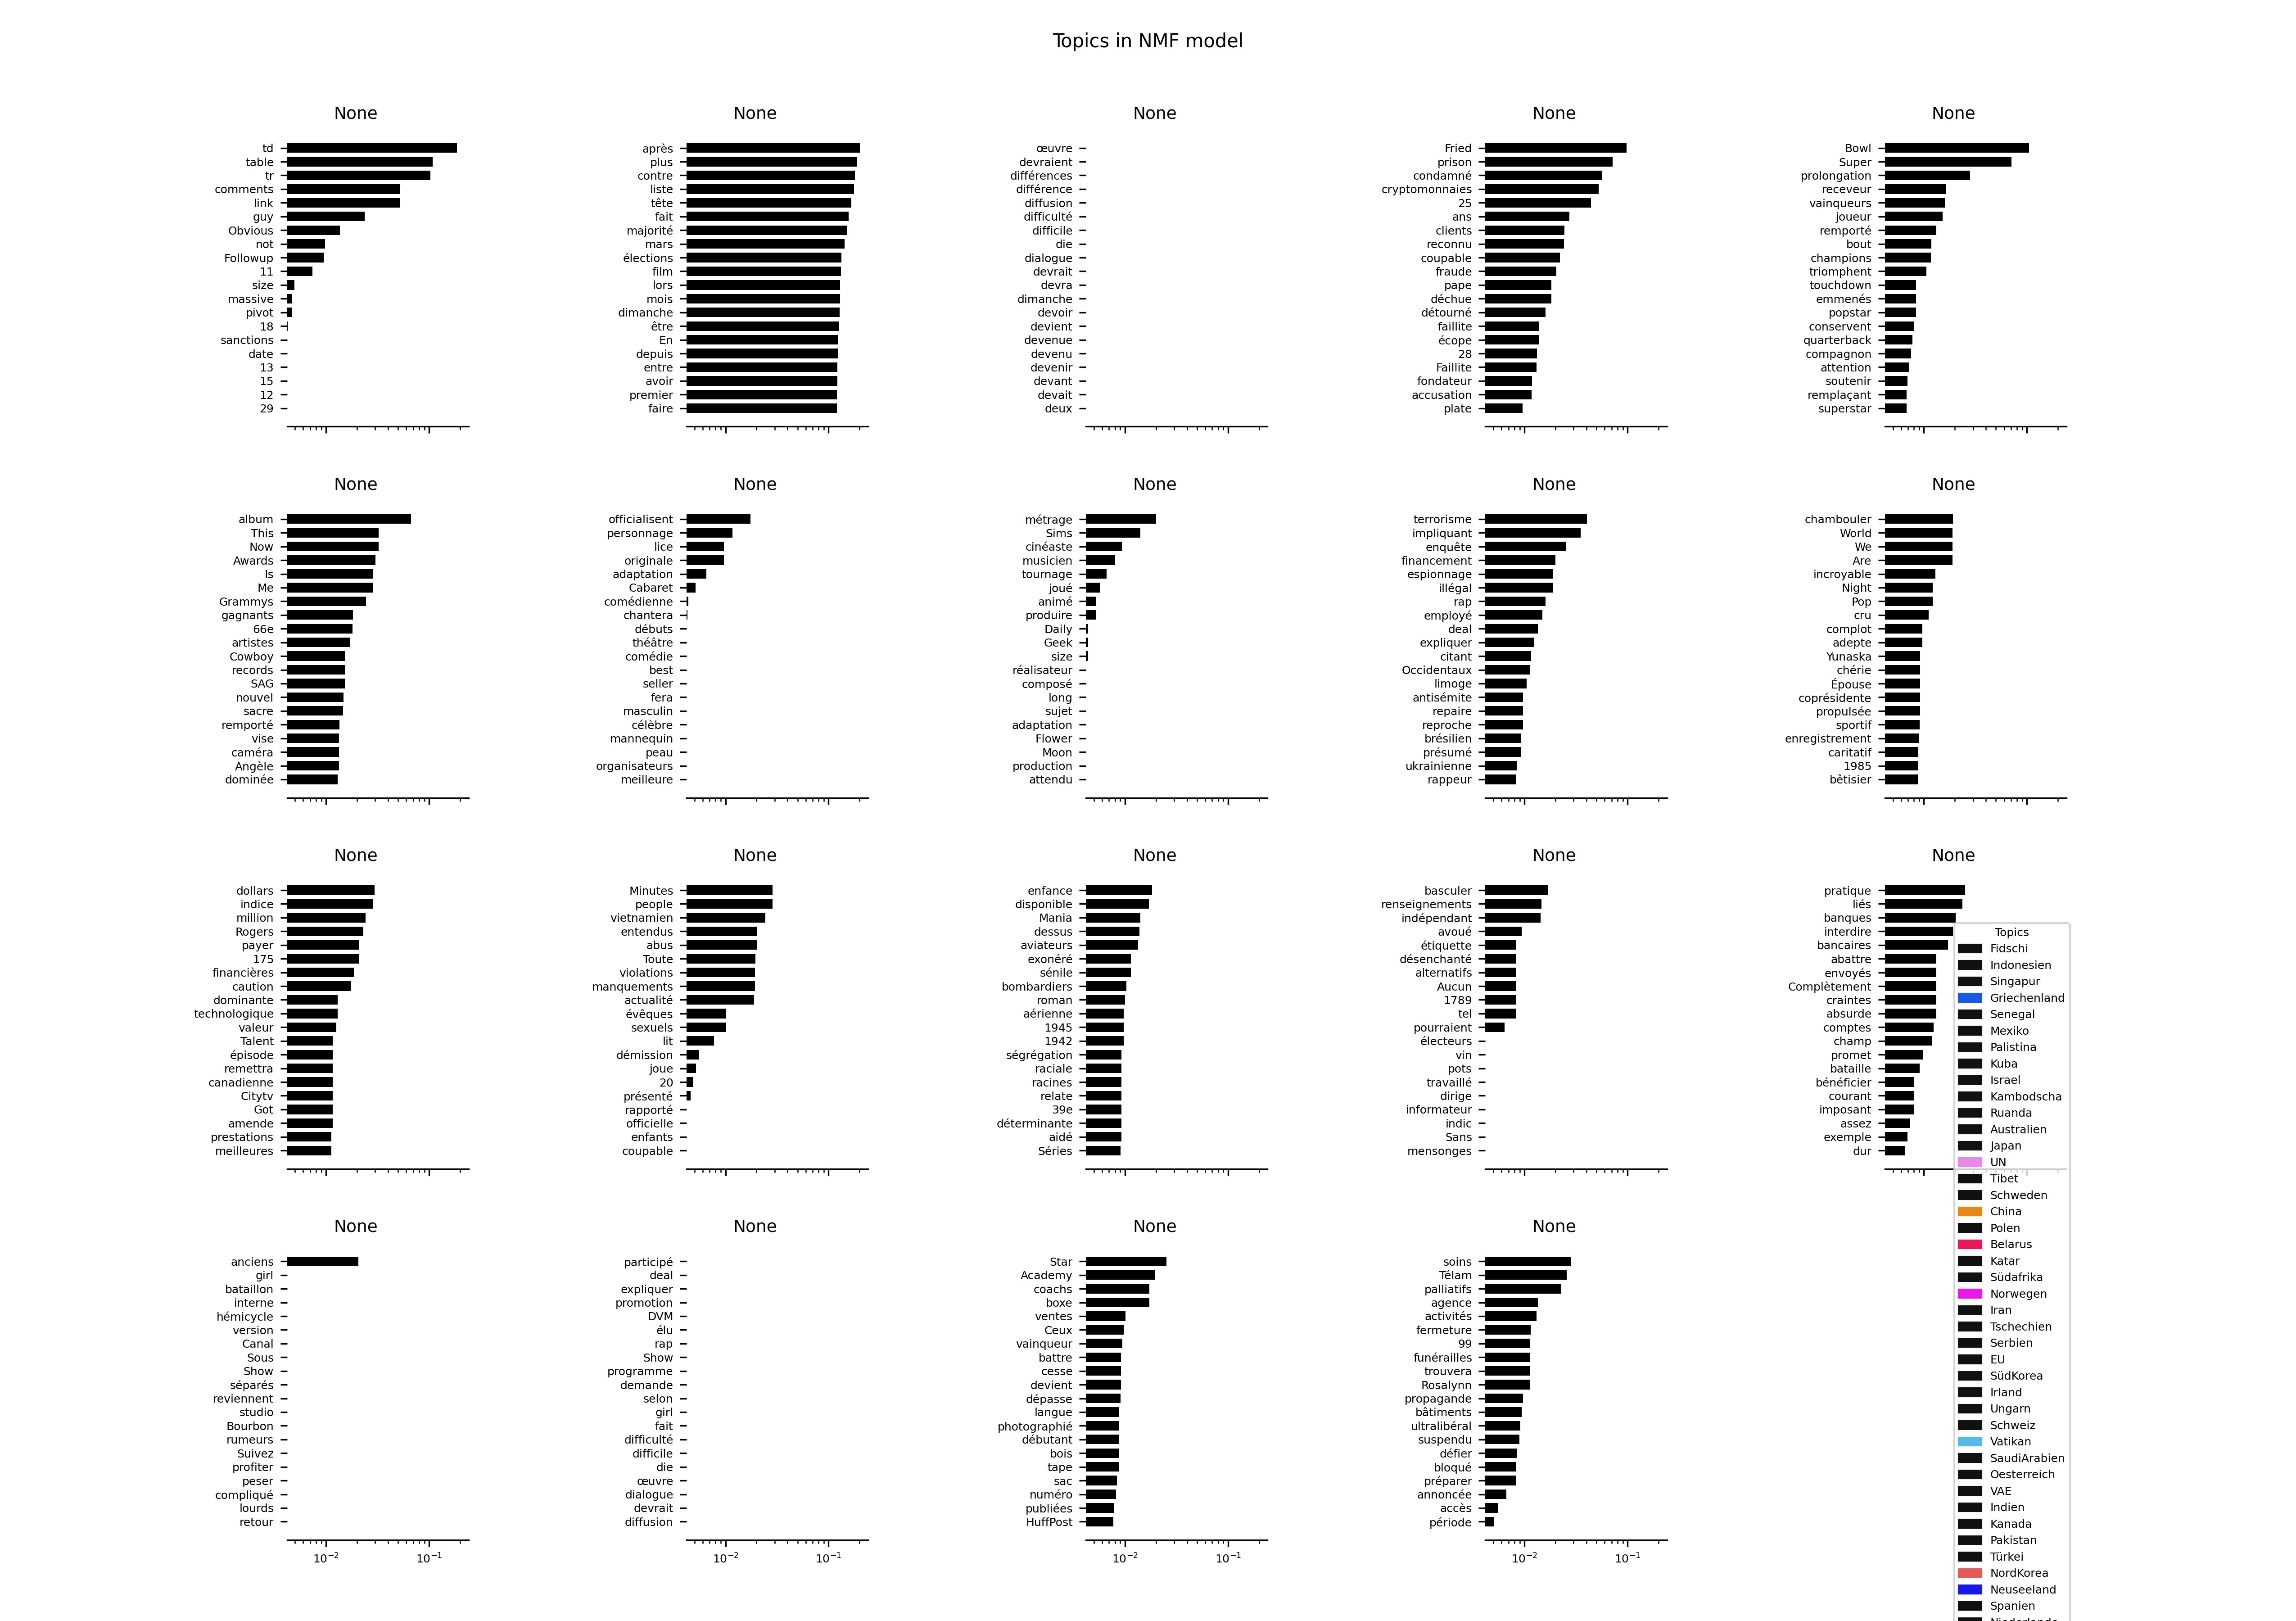 Topics in NMF model
None
td
table
tr
comments
link
guy
Obvious
not
Followup
11
size
massive
pivot
18
sanctions
date
13
15
12
29
None
après
plus
contre
liste
tête
fait
majorité
mars
élections
film
lors
mois
dimanche
être
En
depuis
entre
avoir
premier
faire
None
œuvre
devraient
différences
différence
diffusion
difficulté
difficile
die
dialogue
devrait
devra
dimanche
devoir
devient
devenue
devenu
devenir
devant
devait
deux
None
Fried
prison
condamné
cryptomonnaies
25
ans
clients
reconnu
coupable
fraude
pape
déchue
détourné
faillite
écope
28
Faillite
fondateur
accusation
plate
None
Bowl
Super
prolongation
receveur
vainqueurs
joueur
remporté
bout
champions
triomphent
touchdown
emmenés
popstar
conservent
quarterback
compagnon
attention
soutenir
remplaçant
superstar
None
album
This
Now
Awards
Is
Me
Grammys
gagnants
66e
artistes
Cowboy
records
SAG
nouvel
sacre
remporté
vise
caméra
Angèle
dominée
None
officialisent
personnage
lice
originale
adaptation
Cabaret
comédienne
chantera
débuts
théâtre
comédie
best
seller
fera
masculin
célèbre
mannequin
peau
organisateurs
meilleure
None
métrage
Sims
cinéaste
musicien
tournage
joué
animé
produire
Daily
Geek
size
réalisateur
composé
long
sujet
adaptation
Flower
Moon
production
attendu
None
terrorisme
impliquant
enquête
financement
espionnage
illégal
rap
employé
deal
expliquer
citant
Occidentaux
limoge
antisémite
repaire
reproche
brésilien
présumé
ukrainienne
rappeur
None
chambouler
World
We
Are
incroyable
Night
Pop
cru
complot
adepte
Yunaska
chérie
Épouse
coprésidente
propulsée
sportif
enregistrement
caritatif
1985
bêtisier
None
dollars
indice
million
Rogers
payer
175
financières
caution
dominante
technologique
valeur
Talent
épisode
remettra
canadienne
Citytv
Got
amende
prestations
meilleures
None
Minutes
people
vietnamien
entendus
abus
Toute
violations
manquements
actualité
évêques
sexuels
lit
démission
joue
20
présenté
rapporté
officielle
enfants
coupable
None
enfance
disponible
Mania
dessus
aviateurs
exonéré
sénile
bombardiers
roman
aérienne
1945
1942
ségrégation
raciale
racines
relate
39e
déterminante
aidé
Séries
None
basculer
renseignements
indépendant
avoué
étiquette
désenchanté
alternatifs
Aucun
1789
tel
pourraient
électeurs
vin
pots
travaillé
dirige
informateur
indic
Sans
mensonges
None
pratique
liés
banques
interdire
bancaires
abattre
envoyés
Complètement
craintes
absurde
comptes
champ
promet
bataille
bénéficier
courant
imposant
assez
exemple
dur
None
anciens
girl
bataillon
interne
hémicycle
version
Canal
Sous
Show
séparés
reviennent
studio
Bourbon
rumeurs
Suivez
profiter
peser
compliqué
lourds
retour
10⁻² 10⁻¹
None
participé
deal
expliquer
promotion
DVM
élu
rap
Show
programme
demande
selon
girl
fait
difficulté
difficile
die
œuvre
dialogue
devrait
diffusion
10⁻² 10⁻¹
None
Star
Academy
coachs
boxe
ventes
Ceux
vainqueur
battre
cesse
devient
dépasse
langue
photographié
débutant
bois
tape
sac
numéro
publiées
HuffPost
10⁻² 10⁻¹
None
soins
Télam
palliatifs
agence
activités
fermeture
99
funérailles
trouvera
Rosalynn
propagande
bâtiments
ultralibéral
suspendu
défier
bloqué
préparer
annoncée
accès
période
10⁻² 10⁻¹
Topics
Fidschi
Indonesien
Singapur
Griechenland
Senegal
Mexiko
Palistina
Kuba
Israel
Kambodscha
Ruanda
Australien
Japan
UN
Tibet
Schweden
China
Polen
Belarus
Katar
Südafrika
Norwegen
Iran
Tschechien
Serbien
EU
SüdKorea
Irland
Ungarn
Schweiz
Vatikan
SaudiArabien
Oesterreich
VAE
Indien
Kanada
Pakistan
Türkei
NordKorea
Neuseeland
Spanien